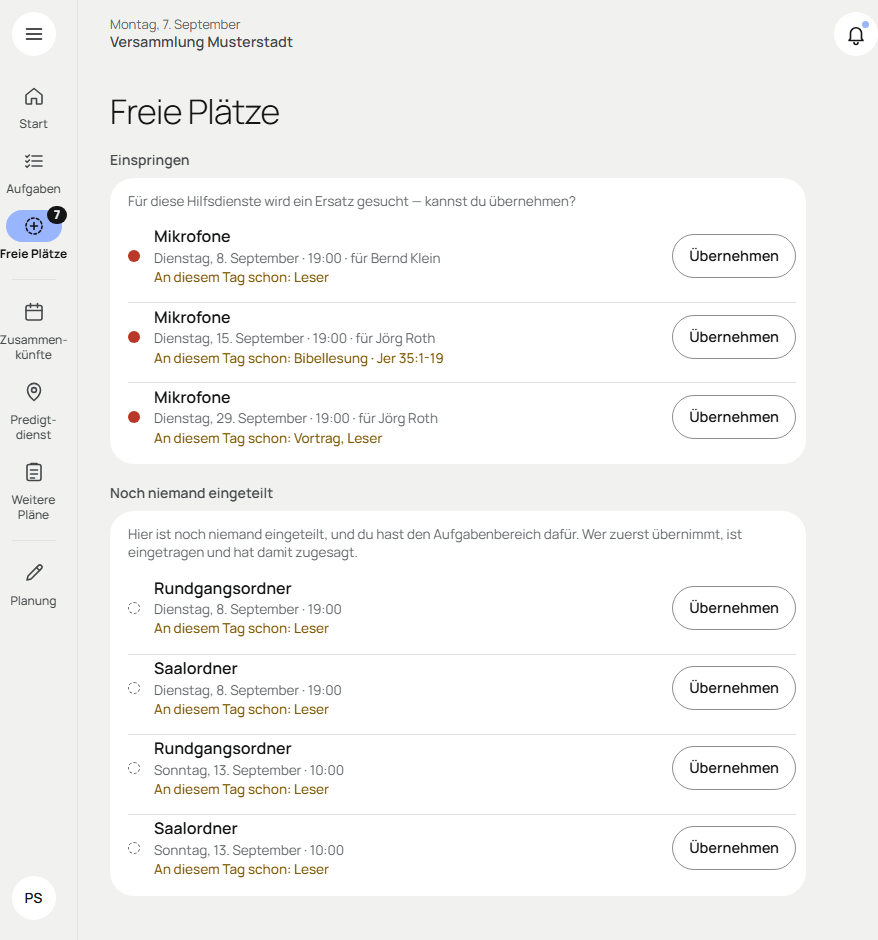 Montag, 7. September
Versammlung Musterstadt
Start
Aufgaben
7
Freie Plätze
Zusammen-
künfte
Predigt-
dienst
Weitere
Pläne
Planung
PS
Freie Plätze
Einspringen
Für diese Hilfsdienste wird ein Ersatz gesucht — kannst du übernehmen?
Mikrofone
Dienstag, 8. September · 19:00 · für Bernd Klein
An diesem Tag schon: Leser
Übernehmen
Mikrofone
Dienstag, 15. September · 19:00 · für Jörg Roth
An diesem Tag schon: Bibellesung · Jer 35:1-19
Übernehmen
Mikrofone
Dienstag, 29. September · 19:00 · für Jörg Roth
An diesem Tag schon: Vortrag, Leser
Übernehmen
Noch niemand eingeteilt
Hier ist noch niemand eingeteilt, und du hast den Aufgabenbereich dafür. Wer zuerst übernimmt, ist
eingetragen und hat damit zugesagt.
Rundgangsordner
Dienstag, 8. September · 19:00
An diesem Tag schon: Leser
Übernehmen
Saalordner
Dienstag, 8. September · 19:00
An diesem Tag schon: Leser
Übernehmen
Rundgangsordner
Sonntag, 13. September · 10:00
An diesem Tag schon: Leser
Übernehmen
Saalordner
Sonntag, 13. September · 10:00
An diesem Tag schon: Leser
Übernehmen